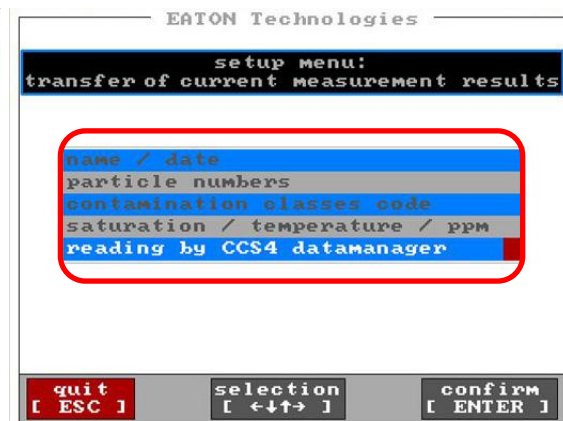 EATON Technologies
setup menu:
transfer of current measurement results
name / date
particle numbers
contamination classes code
saturation / temperature / ppm
reading by CCS4 datamanager
quit
[ ESC ]
selection
[ ←↓↑→ ]
confirm
[ ENTER ]